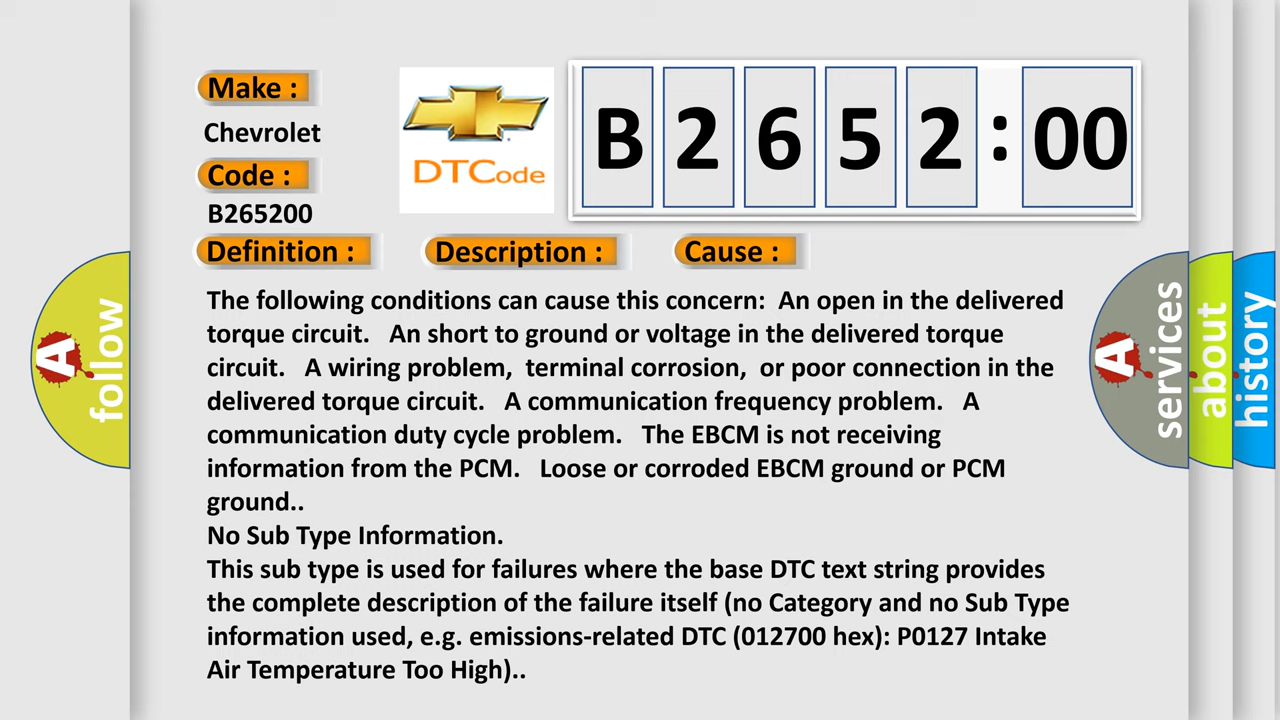 Make :
Chevrolet
Code :
B265200
DTCode
B2652:00
Definition :
Description :
Cause :
The following conditions can cause this concern:  An open in the delivered
torque circuit.   An short to ground or voltage in the delivered torque
circuit.   A wiring problem,  terminal corrosion,  or poor connection in the
delivered torque circuit.   A communication frequency problem.   A
communication duty cycle problem.   The EBCM is not receiving
information from the PCM.   Loose or corroded EBCM ground or PCM
ground..
No Sub Type Information.
This sub type is used for failures where the base DTC text string provides
the complete description of the failure itself (no Category and no Sub Type
information used, e.g. emissions-related DTC (012700 hex): P0127 Intake
Air Temperature Too High)..
A
follow
A
services
about
history